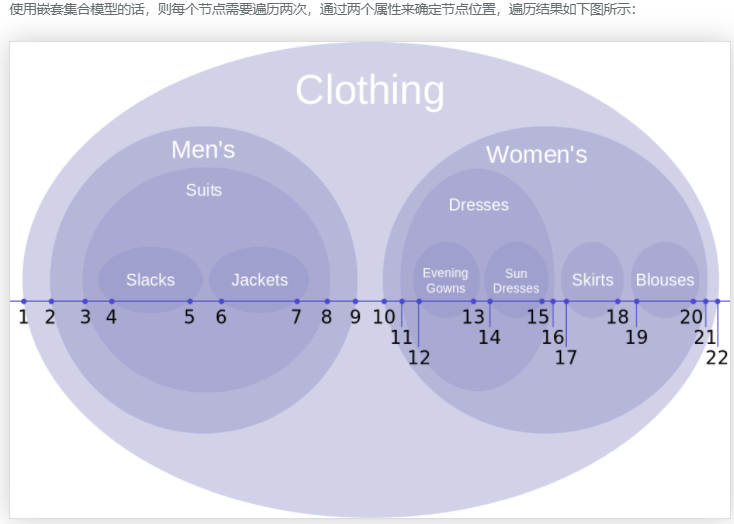 使用嵌套集合模型的话，则每个节点需要遍历两次，通过两个属性来确定节点位置，遍历结果如下图所示：
Clothing
Men's
Women's
Suits
Dresses
Slacks
Jackets
Evening
Gowns
Sun
Dresses
Skirts
Blouses
1 2 3 4 5 6 7 8 9 10 13 15 18 20
11 14 16 19 21
12 17 22